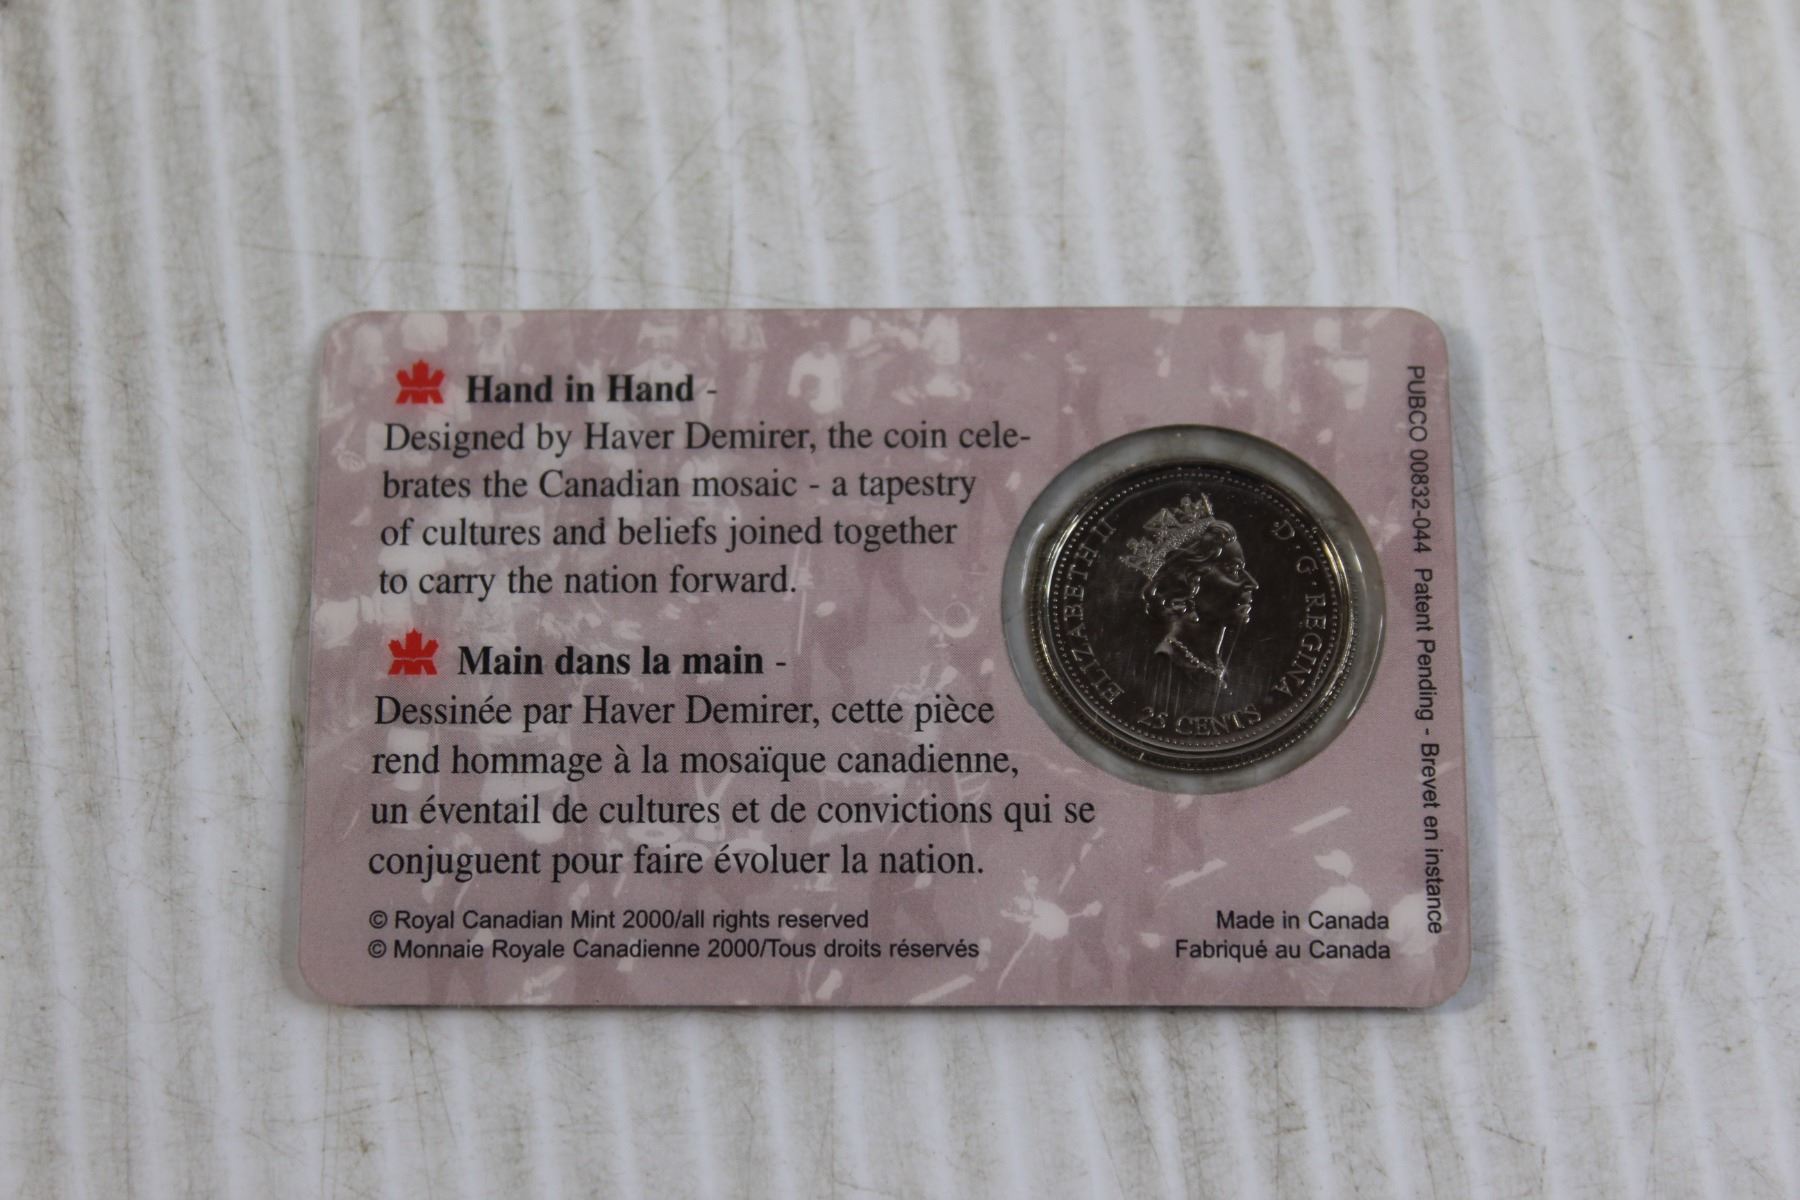 Hand in Hand -
Designed by Haver Demirer, the coin cele-
brates the Canadian mosaic - a tapestry
of cultures and beliefs joined together
to carry the nation forward.
Main dans la main -
Dessinée par Haver Demirer, cette pièce
rend hommage à la mosaïque canadienne,
un éventail de cultures et de convictions qui se
conjuguent pour faire évoluer la nation.
© Royal Canadian Mint 2000/all rights reserved
© Monnaie Royale Canadienne 2000/Tous droits réservés
Made in Canada
Fabriqué au Canada
ELIZABETH II
·D·G·REGINA
25 CENTS
PUBCO 00832-044 Patent Pending - Brevet en instance